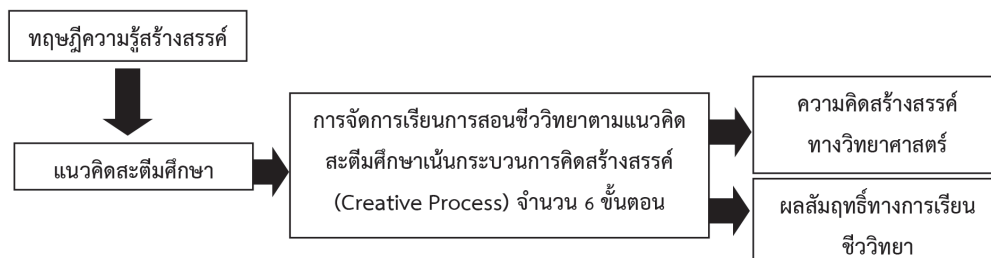 ทฤษฎีความรู้สร้างสรรค์
แนวคิดสะตีมศึกษา
การจัดการเรียนการสอนชีววิทยาตามแนวคิด
สะตีมศึกษาเน้นกระบวนการคิดสร้างสรรค์
(Creative Process) จำนวน 6 ขั้นตอน
ความคิดสร้างสรรค์
ทางวิทยาศาสตร์
ผลสัมฤทธิ์ทางการเรียน
ชีววิทยา